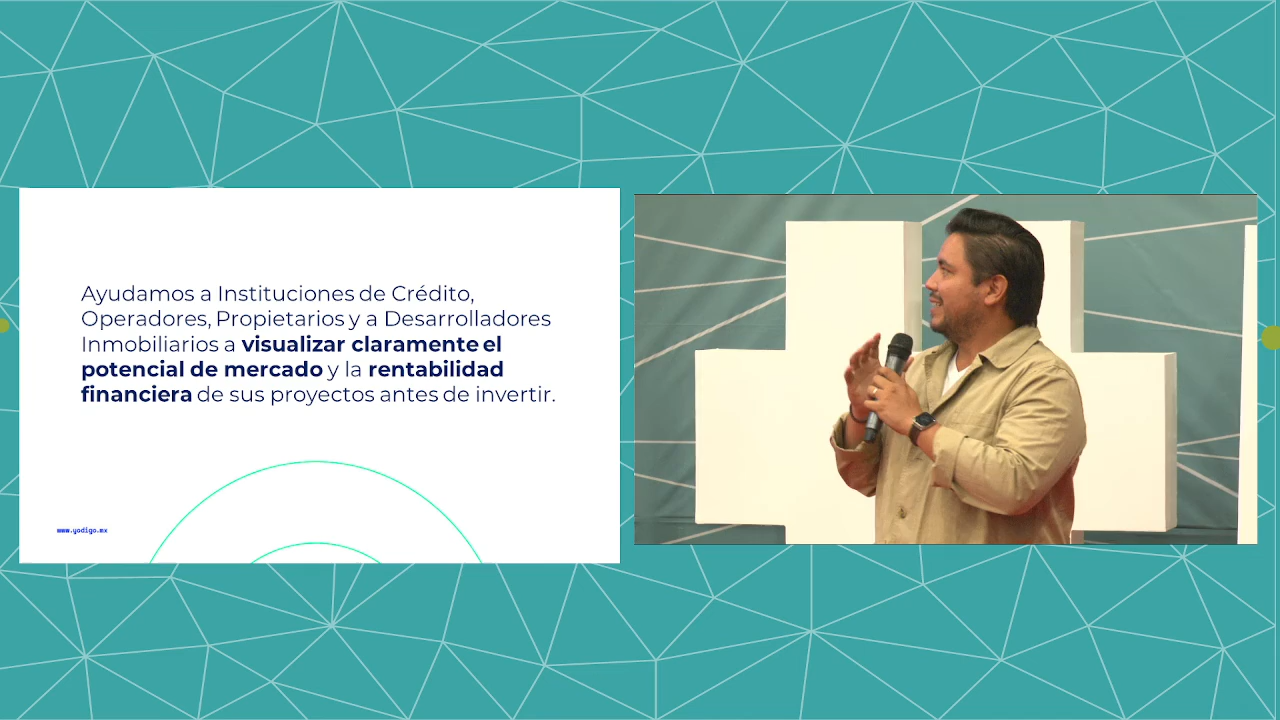 Ayudamos a Instituciones de Crédito,
Operadores, Propietarios y a Desarrolladores
Inmobiliarios a visualizar claramente el
potencial de mercado y la rentabilidad
financiera de sus proyectos antes de invertir.
www.yodigo.mx